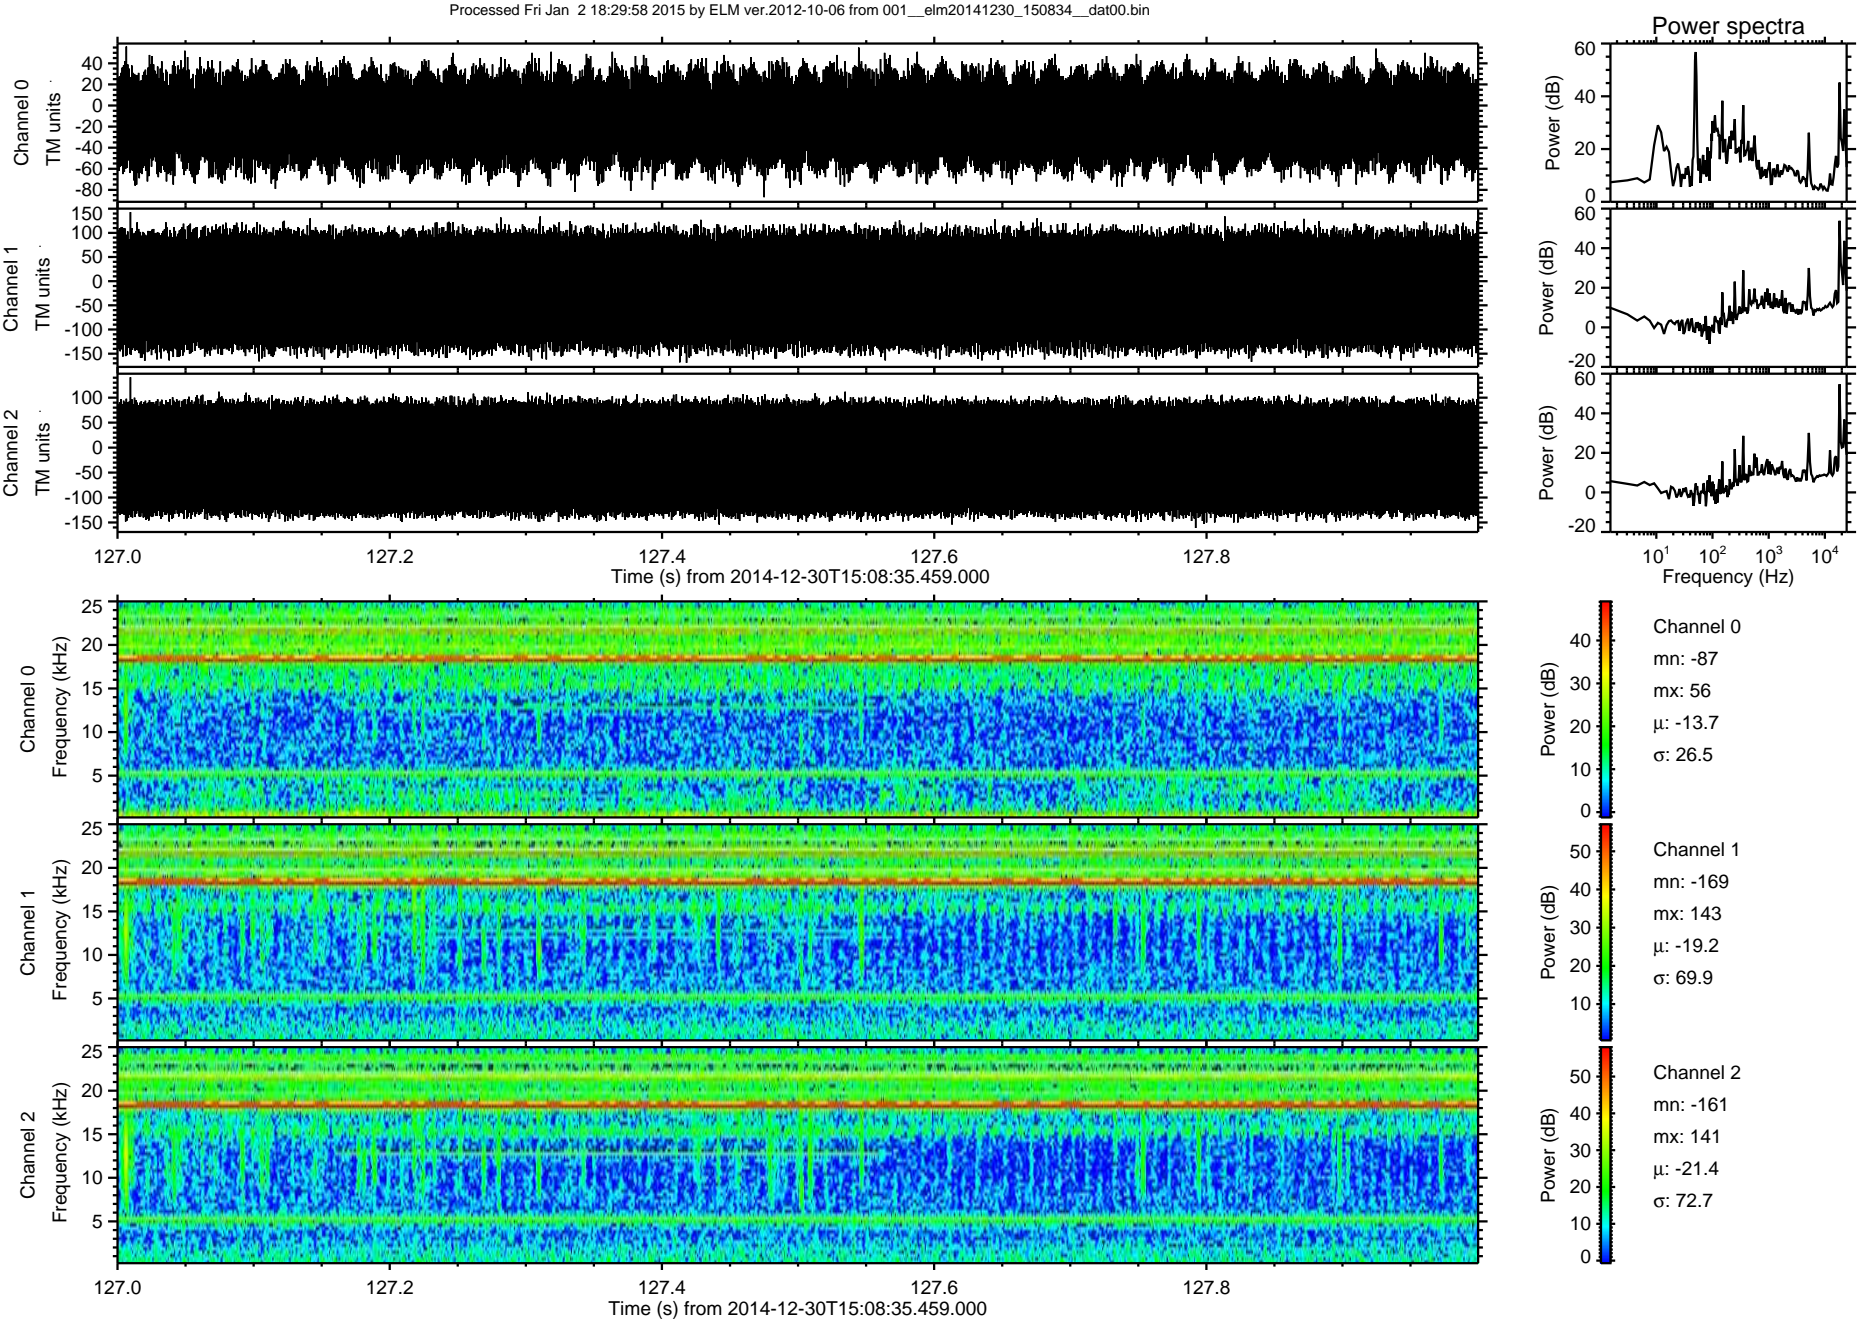 Processed Fri Jan  2 18:29:58 2015 by ELM ver.2012-10-06 from 001__elm20141230_150834__dat00.bin
Power spectra
Channel 0
TM units
40
20
0
-20
-40
-60
-80
Power (dB)
60
40
20
0
Channel 1
TM units
150
100
50
0
-50
-100
-150
Power (dB)
60
40
20
0
-20
Channel 2
TM units
100
50
0
-50
-100
-150
Power (dB)
60
40
20
0
-20
127.0 127.2 127.4 127.6 127.8
Time (s) from 2014-12-30T15:08:35.459.000
10^1 10^2 10^3 10^4
Frequency (Hz)
Channel 0
Frequency (kHz)
25
20
15
10
5
Power (dB)
40
30
20
10
0
Channel 0
mn: -87
mx: 56
µ: -13.7
σ: 26.5
Channel 1
Frequency (kHz)
25
20
15
10
5
Power (dB)
50
40
30
20
10
Channel 1
mn: -169
mx: 143
µ: -19.2
σ: 69.9
Channel 2
Frequency (kHz)
25
20
15
10
5
Power (dB)
50
40
30
20
10
0
Channel 2
mn: -161
mx: 141
µ: -21.4
σ: 72.7
127.0 127.2 127.4 127.6 127.8
Time (s) from 2014-12-30T15:08:35.459.000